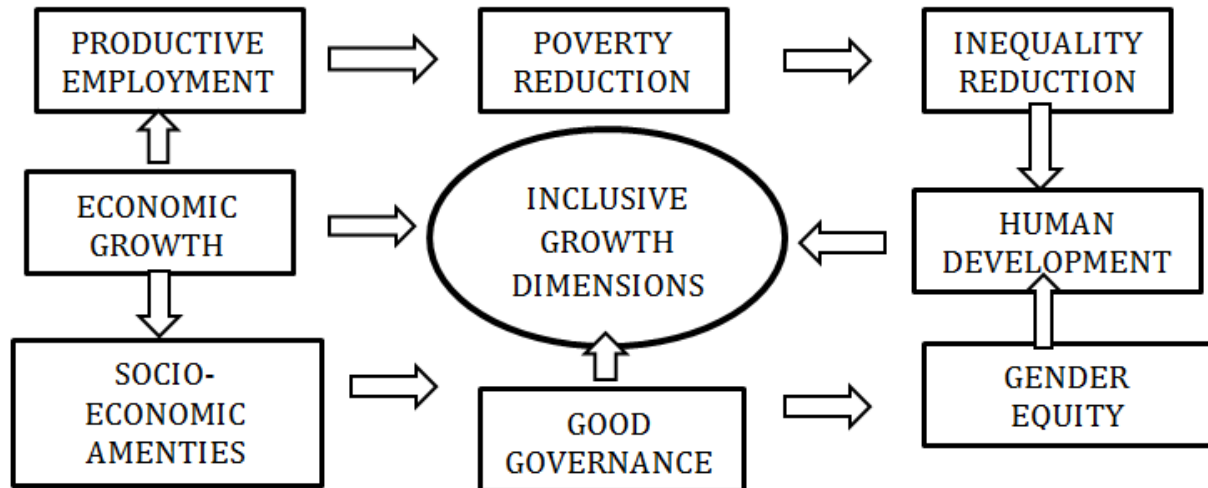 PRODUCTIVE
EMPLOYMENT
POVERTY
REDUCTION
INEQUALITY
REDUCTION
ECONOMIC
GROWTH
INCLUSIVE
GROWTH
DIMENSIONS
HUMAN
DEVELOPMENT
SOCIO-
ECONOMIC
AMENTIES
GOOD
GOVERNANCE
GENDER
EQUITY